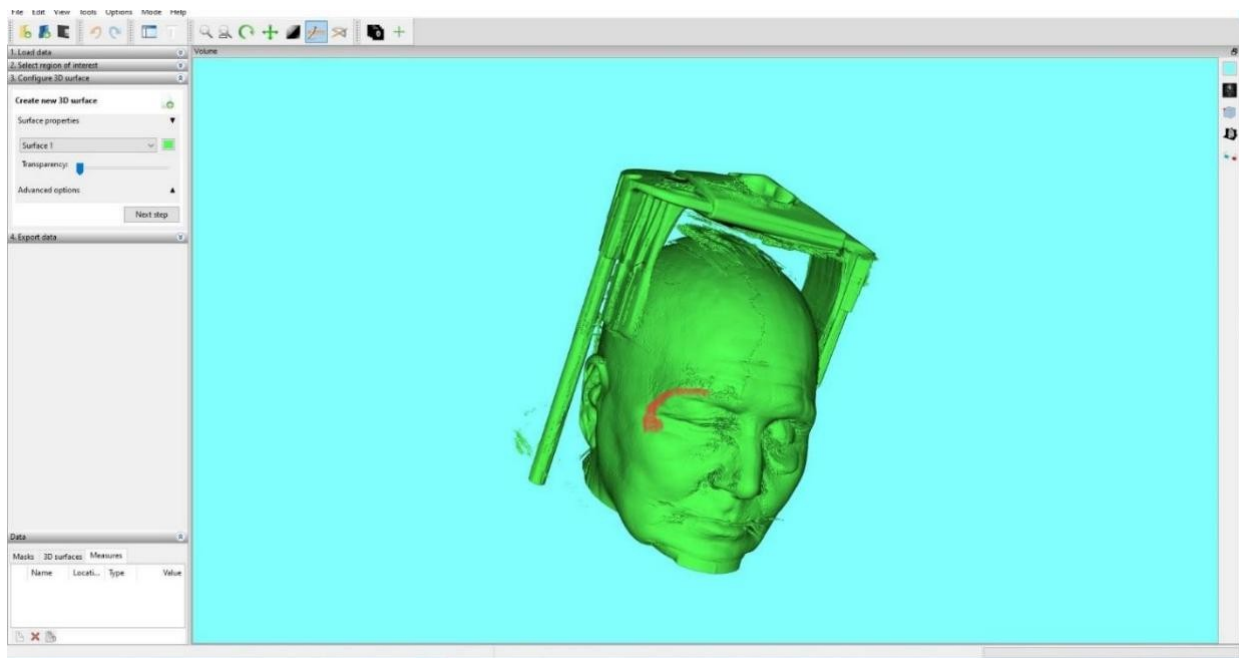 File Edit View Tools Options Mode Help
1. Load data
Volume
2. Select region of interest
3. Configure 3D surface
Create new 3D surface
Surface properties
Surface 1
Transparency:
Advanced options
Next step
4. Export data
Data
Masks 3D surfaces Measures
Name Locati... Type Value